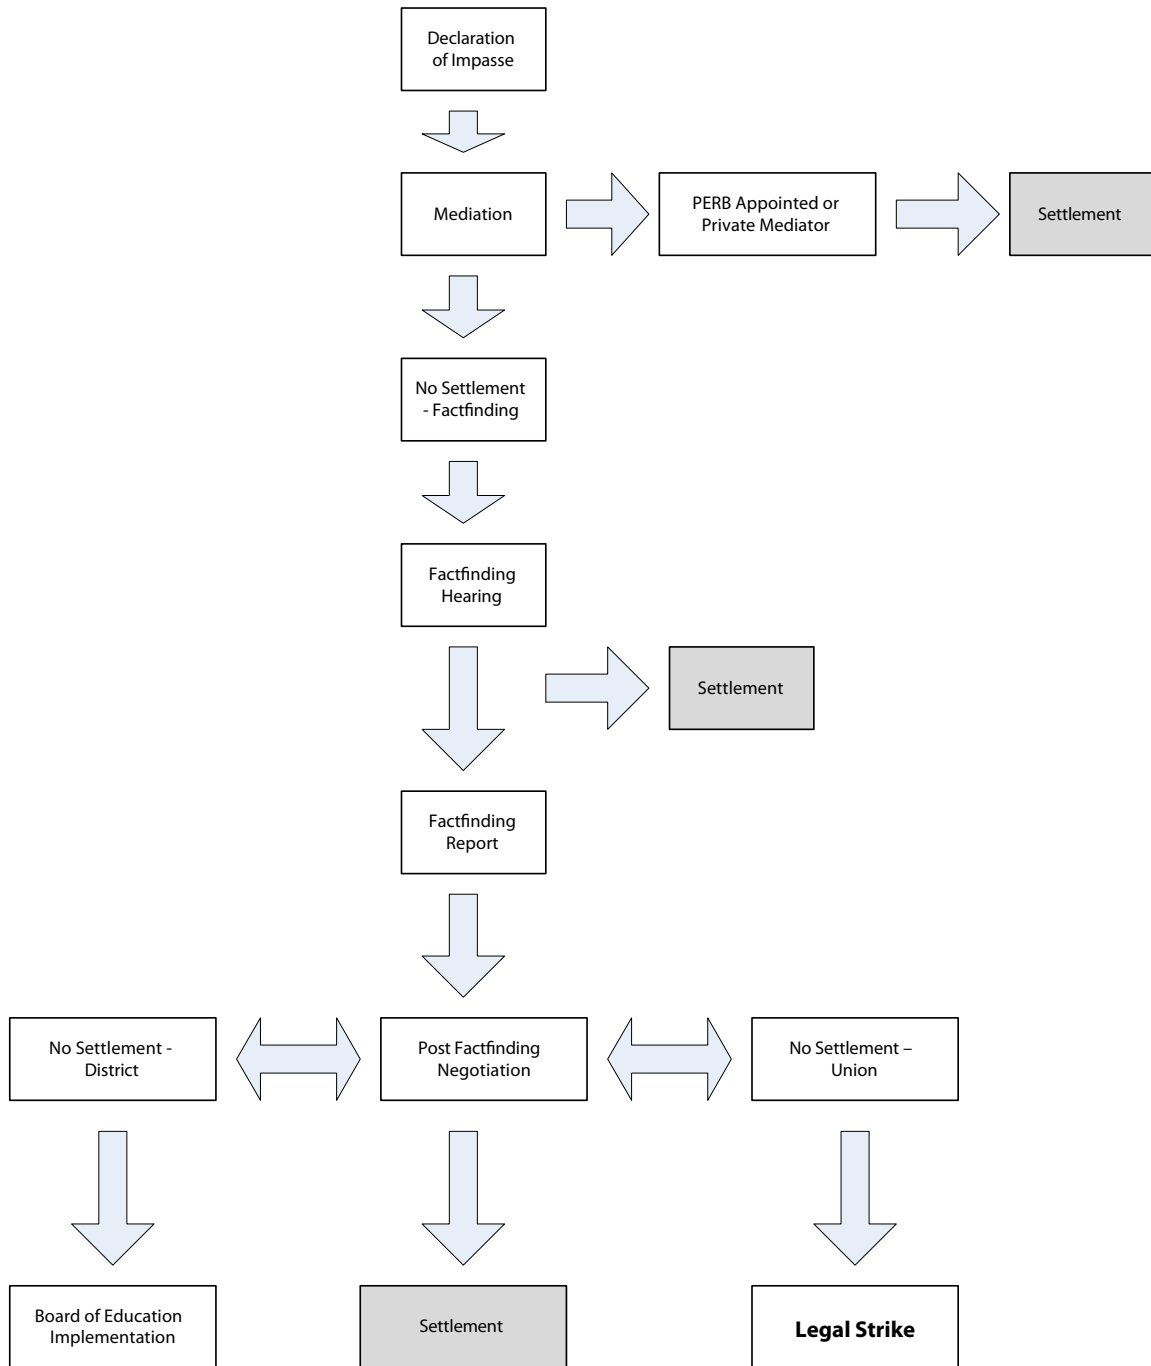 Declaration
of Impasse
Mediation
PERB Appointed or
Private Mediator
Settlement
No Settlement
- Factfinding
Factfinding
Hearing
Settlement
Factfinding
Report
No Settlement -
District
Post Factfinding
Negotiation
No Settlement –
Union
Board of Education
Implementation
Settlement
Legal Strike